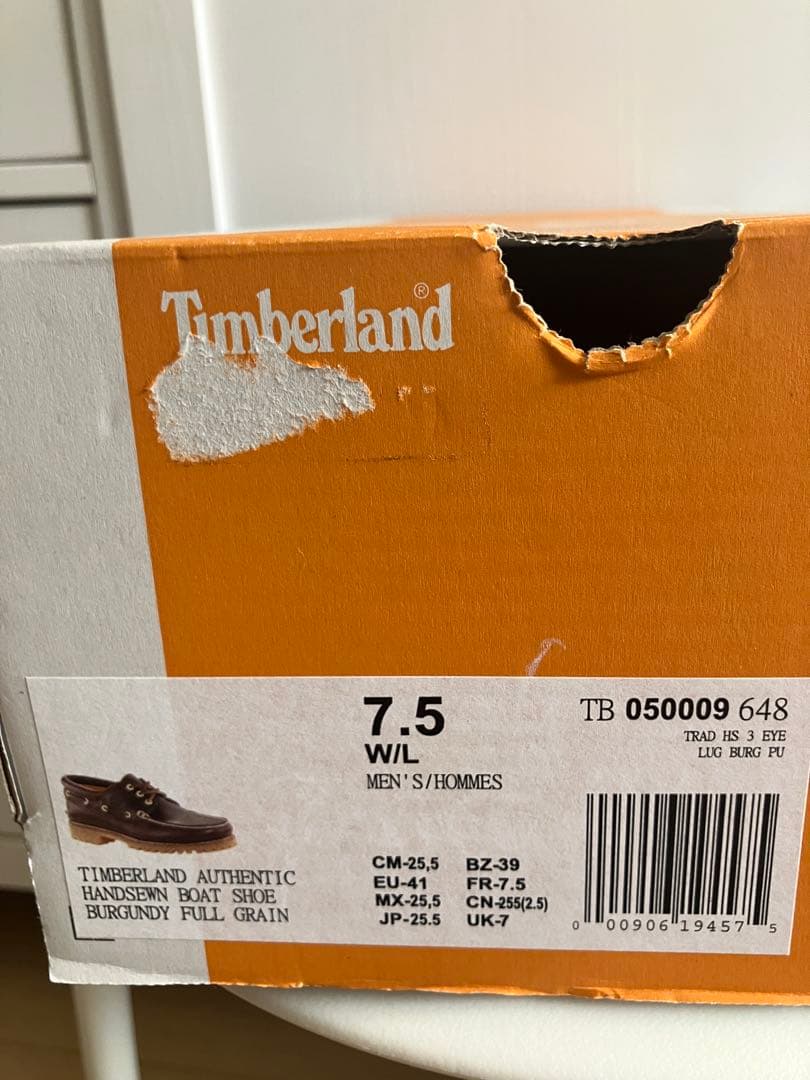 Timberland®
7.5
W/L
MEN'S/HOMMES
TB 050009 648
TRAD HS 3 EYE
LUG BURG PU
TIMBERLAND AUTHENTIC
HANDSEWN BOAT SHOE
BURGUNDY FULL GRAIN
CM-25,5 BZ-39
EU-41 FR-7.5
MX-25,5 CN-255(2.5)
JP-25.5 UK-7
0 00906 19457 5